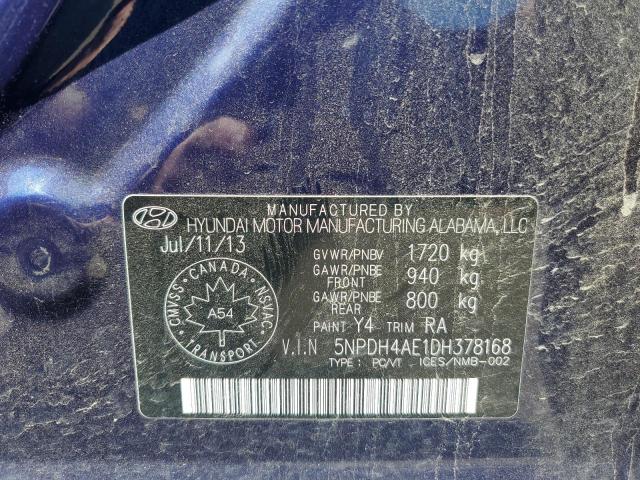 MANUFACTURED BY
HYUNDAI MOTOR MANUFACTURING ALABAMA, LLC
Jul/11/13
GVWR/PNBV 1720 kg
GAWR/PNBE FRONT 940 kg
GAWR/PNBE REAR 800 kg
PAINT Y4 TRIM RA
V.I.N 5NPDH4AE1DH378168
TYPE : PC/VT ICES/NMB-002
CANADA
CMVSS NSVAC
A54
TRANSPORT